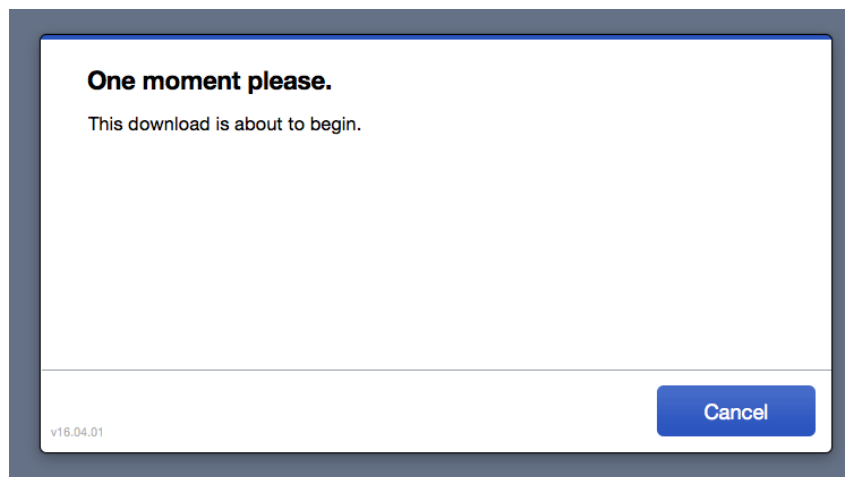 One moment please.
This download is about to begin.
Cancel
v16.04.01